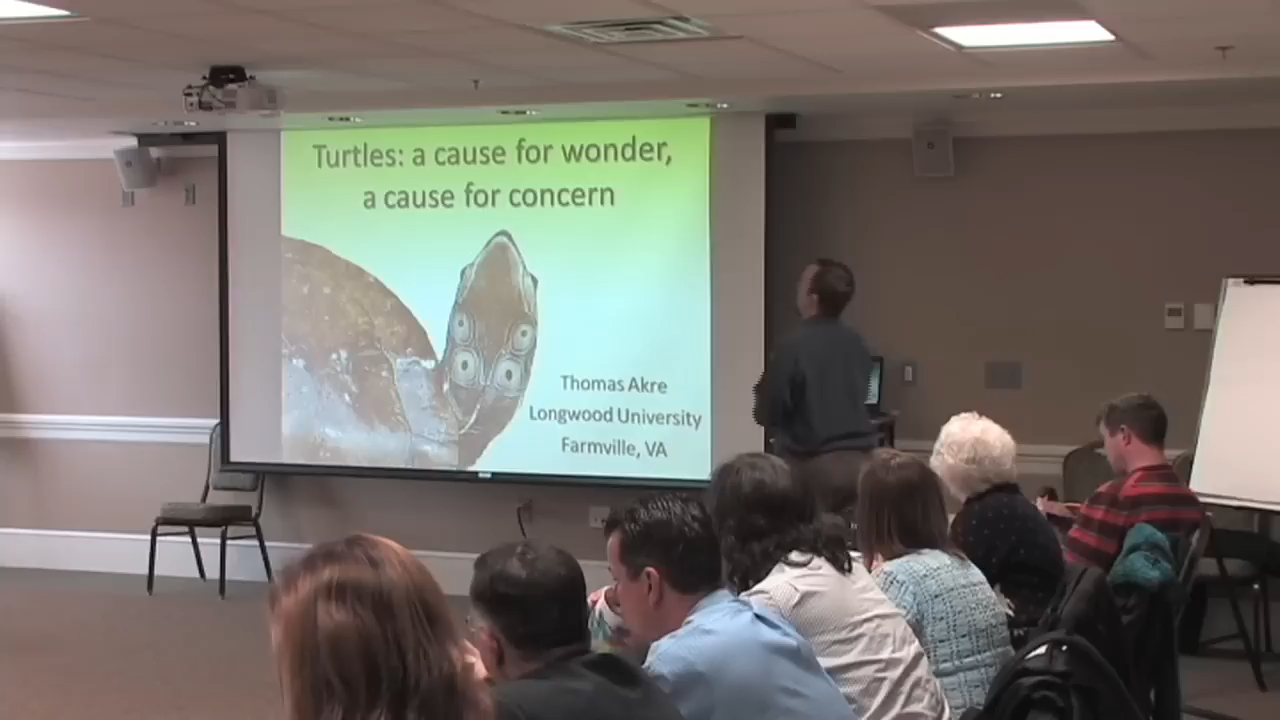 Turtles: a cause for wonder,
a cause for concern
Thomas Akre
Longwood University
Farmville, VA